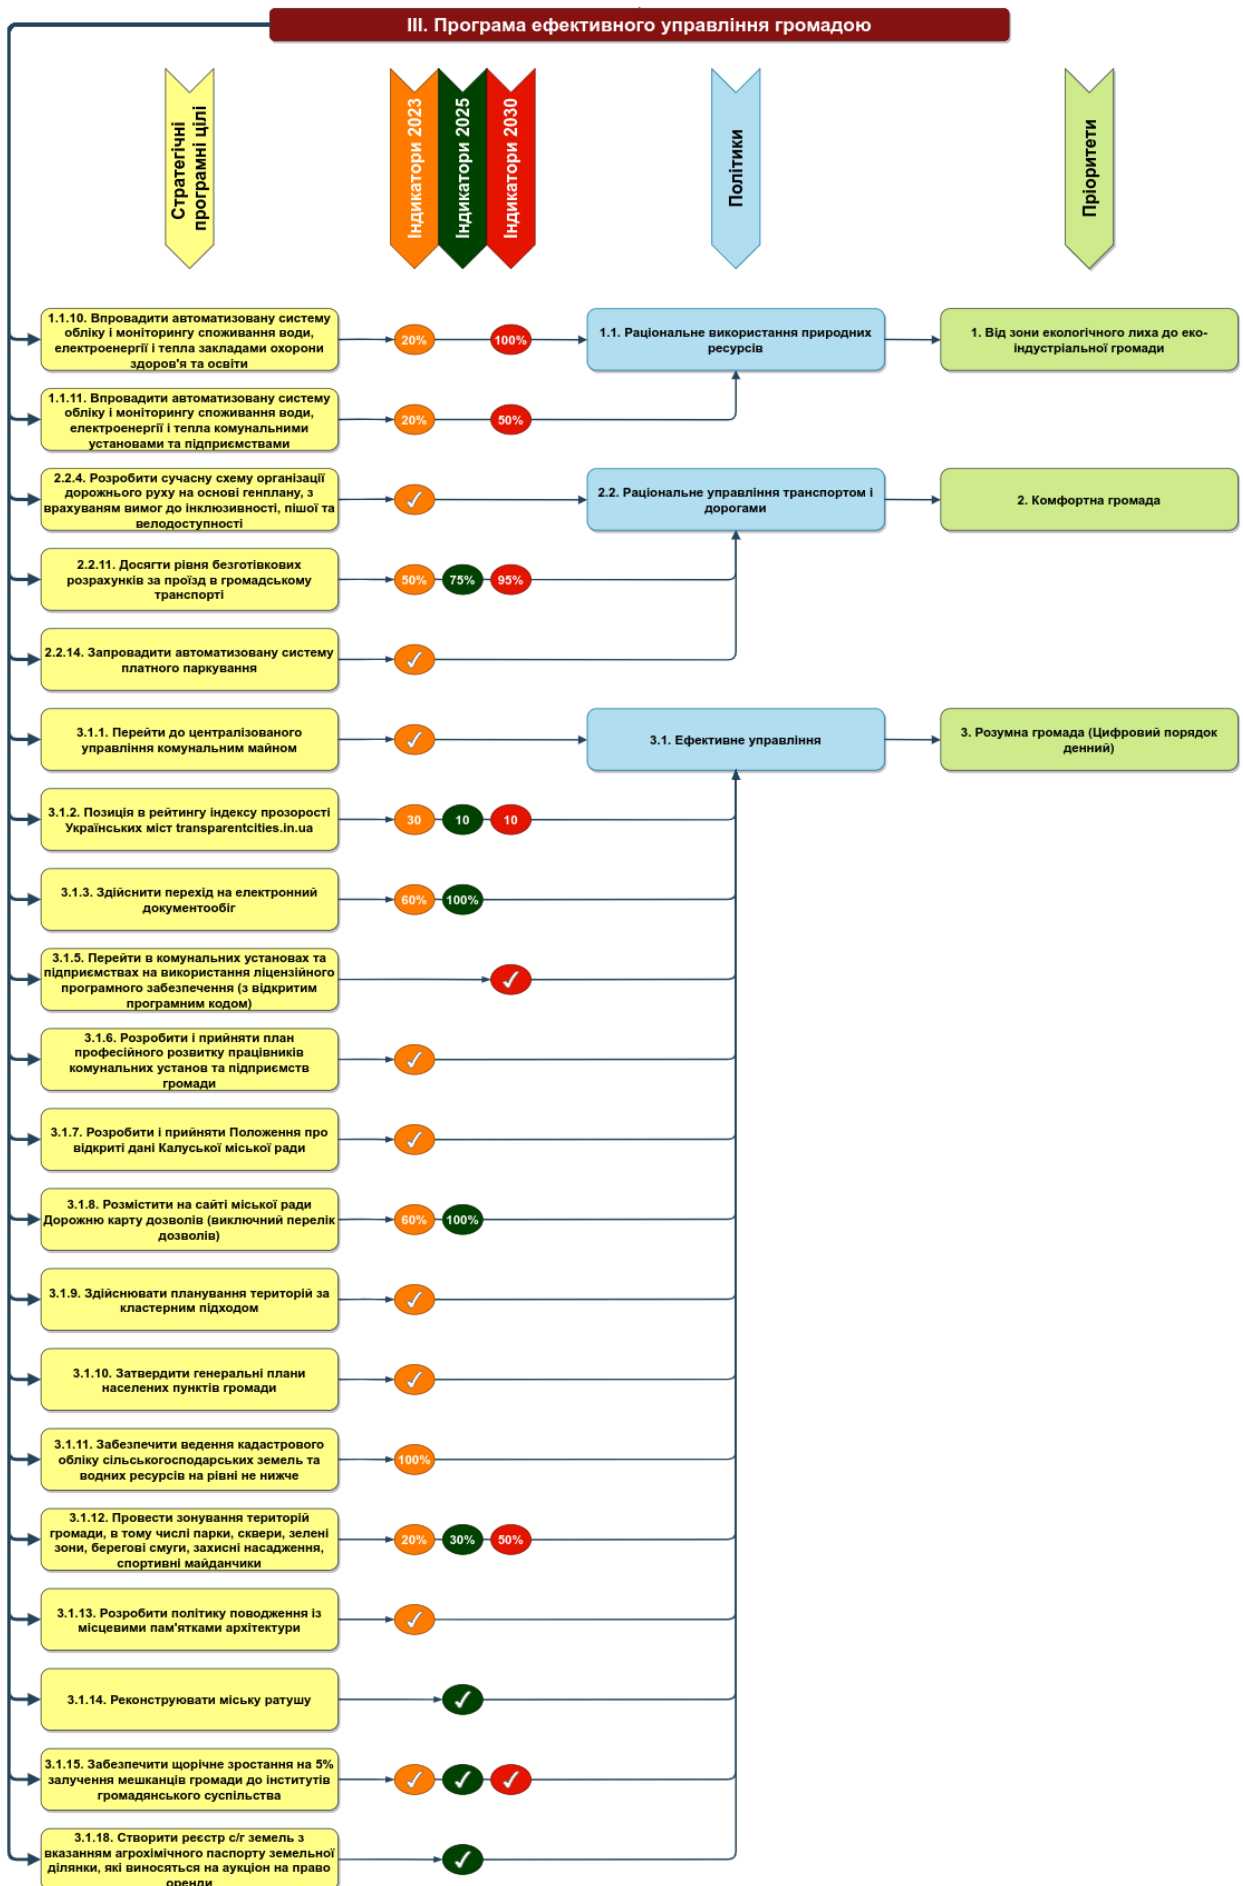 III. Програма ефективного управління громадою
Стратегічні
програмні цілі
Індикатори 2023
Індикатори 2025
Індикатори 2030
Політики
Пріоритети
1.1.10. Впровадити автоматизовану систему
обліку і моніторингу споживання води,
електроенергії і тепла закладами охорони
здоров'я та освіти
20%
100%
1.1. Раціональне використання природних
ресурсів
1. Від зони екологічного лиха до еко-
індустріальної громади
1.1.11. Впровадити автоматизовану систему
обліку і моніторингу споживання води,
електроенергії і тепла комунальними
установами та підприємствами
20%
50%
2.2.4. Розробити сучасну схему організації
дорожнього руху на основі генплану, з
врахуваням вимог до інклюзивності, пішої та
велодоступності
✓
2.2. Раціональне управління транспортом і
дорогами
2. Комфортна громада
2.2.11. Досягти рівня безготівкових
розрахунків за проїзд в громадському
транспорті
50%
75%
95%
2.2.14. Запровадити автоматизовану систему
платного паркування
✓
3.1.1. Перейти до централізованого
управління комунальним майном
✓
3.1. Ефективне управління
3. Розумна громада (Цифровий порядок
денний)
3.1.2. Позиція в рейтингу індексу прозорості
Українських міст transparentcities.in.ua
30
10
10
3.1.3. Здійснити перехід на електронний
документообіг
60%
100%
3.1.5. Перейти в комунальних установах та
підприємствах на використання ліцензійного
програмного забезпечення (з відкритим
програмним кодом)
✓
3.1.6. Розробити і прийняти план
професійного розвитку працівників
комунальних установ та підприємств
громади
✓
3.1.7. Розробити і прийняти Положення про
відкриті дані Калуської міської ради
✓
3.1.8. Розмістити на сайті міської ради
Дорожню карту дозволів (виключний перелік
дозволів)
60%
100%
3.1.9. Здійснювати планування територій за
кластерним підходом
✓
3.1.10. Затвердити генеральні плани
населених пунктів громади
✓
3.1.11. Забезпечити ведення кадастрового
обліку сільськогосподарських земель та
водних ресурсів на рівні не нижче
100%
3.1.12. Провести зонування територій
громади, в тому числі парки, сквери, зелені
зони, берегові смуги, захисні насадження,
спортивні майданчики
20%
30%
50%
3.1.13. Розробити політику поводження із
місцевими пам'ятками архітектури
✓
3.1.14. Реконструювати міську ратушу
✓
3.1.15. Забезпечити щорічне зростання на 5%
залучення мешканців громади до інститутів
громадянського суспільства
✓
✓
✓
3.1.18. Створити реєстр с/г земель з
вказанням агрохімічного паспорту земельної
ділянки, які виносяться на аукціон на право
оренди
✓